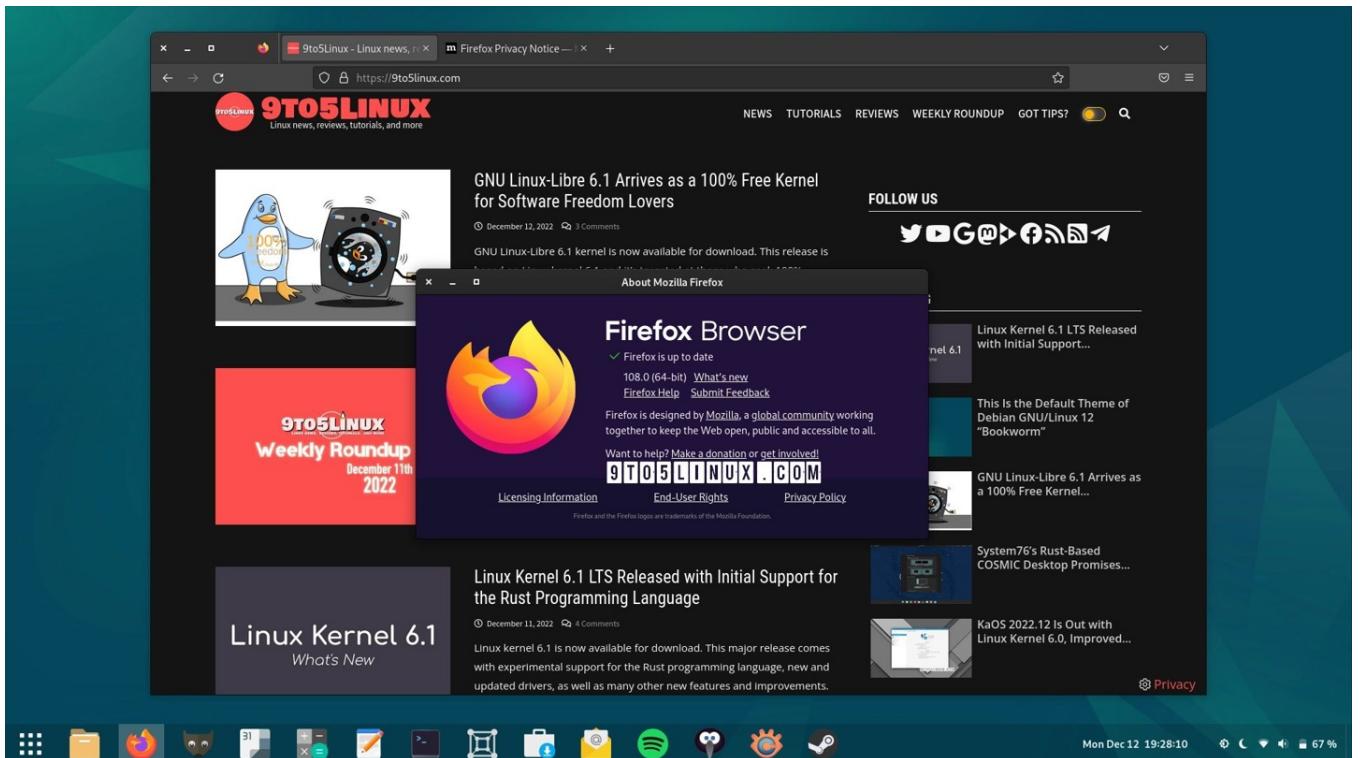 9to5Linux - Linux news, r
m Firefox Privacy Notice —
https://9to5linux.com
9TO5LINUX
9TO5LINUX
Linux news, reviews, tutorials, and more
NEWS TUTORIALS REVIEWS WEEKLY ROUNDUP GOT TIPS?
GNU Linux-Libre 6.1 Arrives as a 100% Free Kernel
for Software Freedom Lovers
December 12, 2022 3 Comments
GNU Linux-Libre 6.1 kernel is now available for download. This release is
100%
FOLLOW US
About Mozilla Firefox
Firefox Browser
Firefox is up to date
108.0 (64-bit) What's new
Firefox Help Submit Feedback
Firefox is designed by Mozilla, a global community working
together to keep the Web open, public and accessible to all.
Want to help? Make a donation or get involved!
9TO5LINUX.COM
Licensing Information End-User Rights Privacy Policy
Firefox and the Firefox logos are trademarks of the Mozilla Foundation.
9TO5LINUX
Weekly Roundup
December 11th
2022
nel 6.1
Linux Kernel 6.1 LTS Released
with Initial Support...
This Is the Default Theme of
Debian GNU/Linux 12
“Bookworm”
GNU Linux-Libre 6.1 Arrives as
a 100% Free Kernel...
System76’s Rust-Based
COSMIC Desktop Promises...
KaOS 2022.12 Is Out with
Linux Kernel 6.0, Improved...
Linux Kernel 6.1
What's New
Linux Kernel 6.1 LTS Released with Initial Support for
the Rust Programming Language
December 11, 2022 4 Comments
Linux kernel 6.1 is now available for download. This major release comes
with experimental support for the Rust programming language, new and
updated drivers, as well as many other new features and improvements.
Privacy
31
Mon Dec 12 19:28:10
67 %